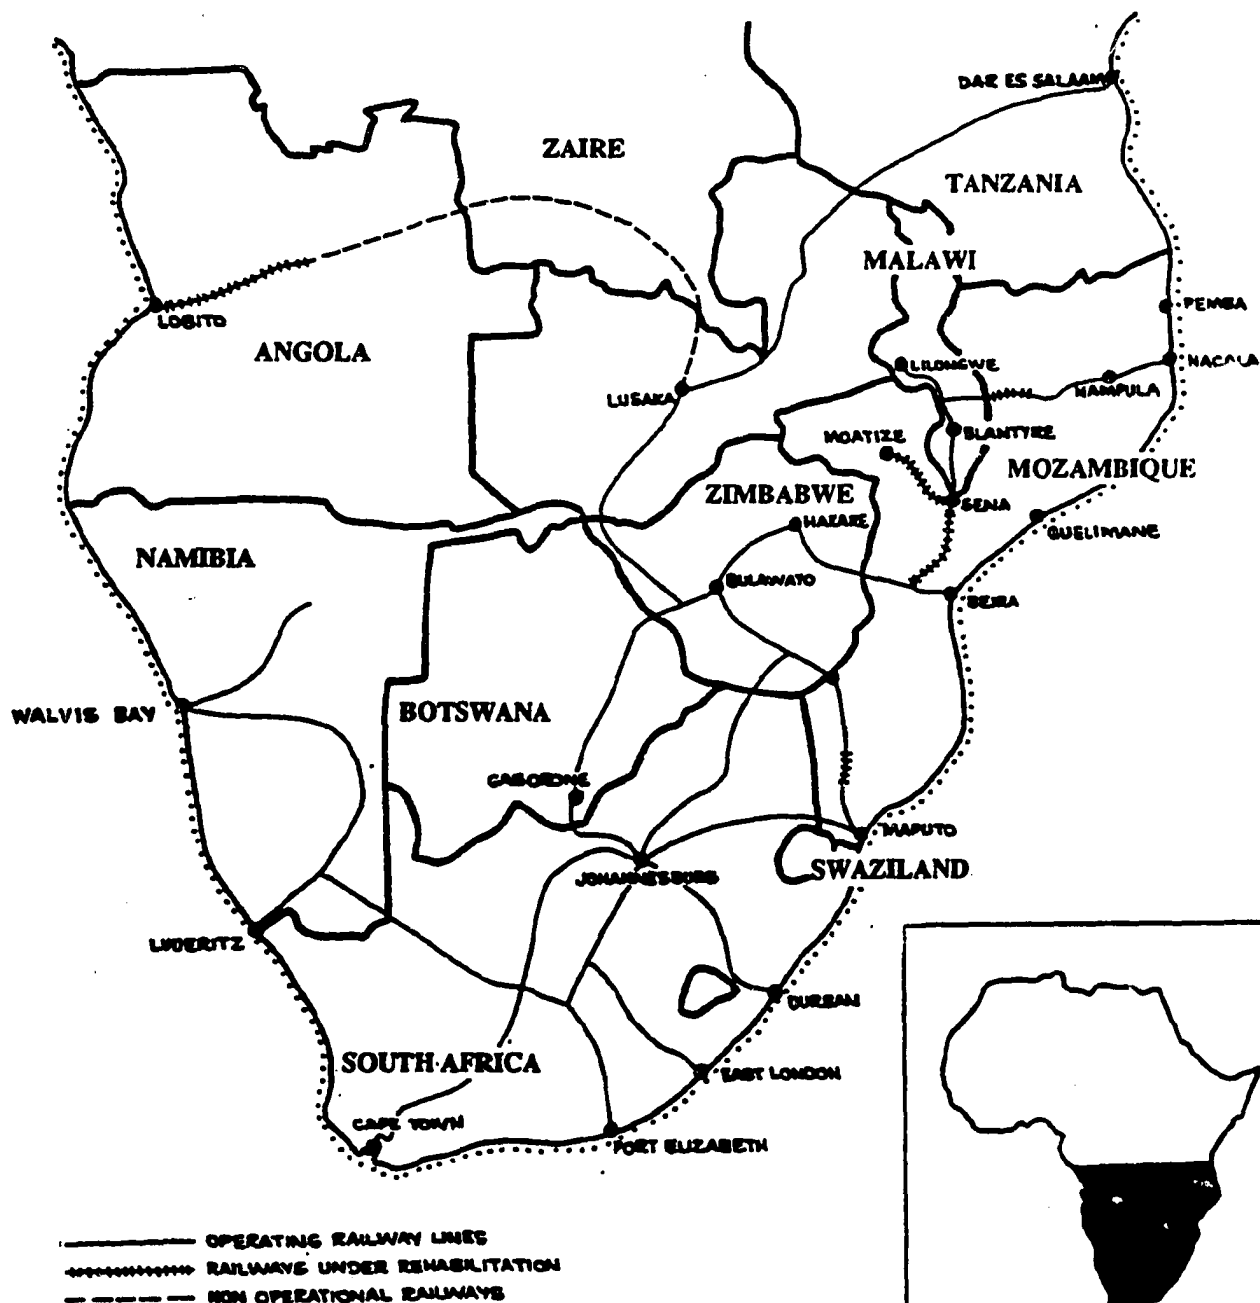 DAR ES SALAAM
ZAIRE
TANZANIA
MALAWI
PEMBA
LOBITO
ANGOLA
NACALA
LILONGWE
NAMPULA
LUSAKA
BLANTYRE
MOATIZE
MOZAMBIQUE
ZIMBABWE
SENA
HARARE
QUELIMANE
NAMIBIA
BULAWAYO
BEIRA
WALVIS BAY
BOTSWANA
GABORONE
MAPUTO
SWAZILAND
JOHANNESBURG
LUDERITZ
DURBAN
SOUTH AFRICA
EAST LONDON
CAPE TOWN
PORT ELIZABETH
OPERATING RAILWAY LINES
RAILWAYS UNDER REHABILITATION
NON OPERATIONAL RAILWAYS